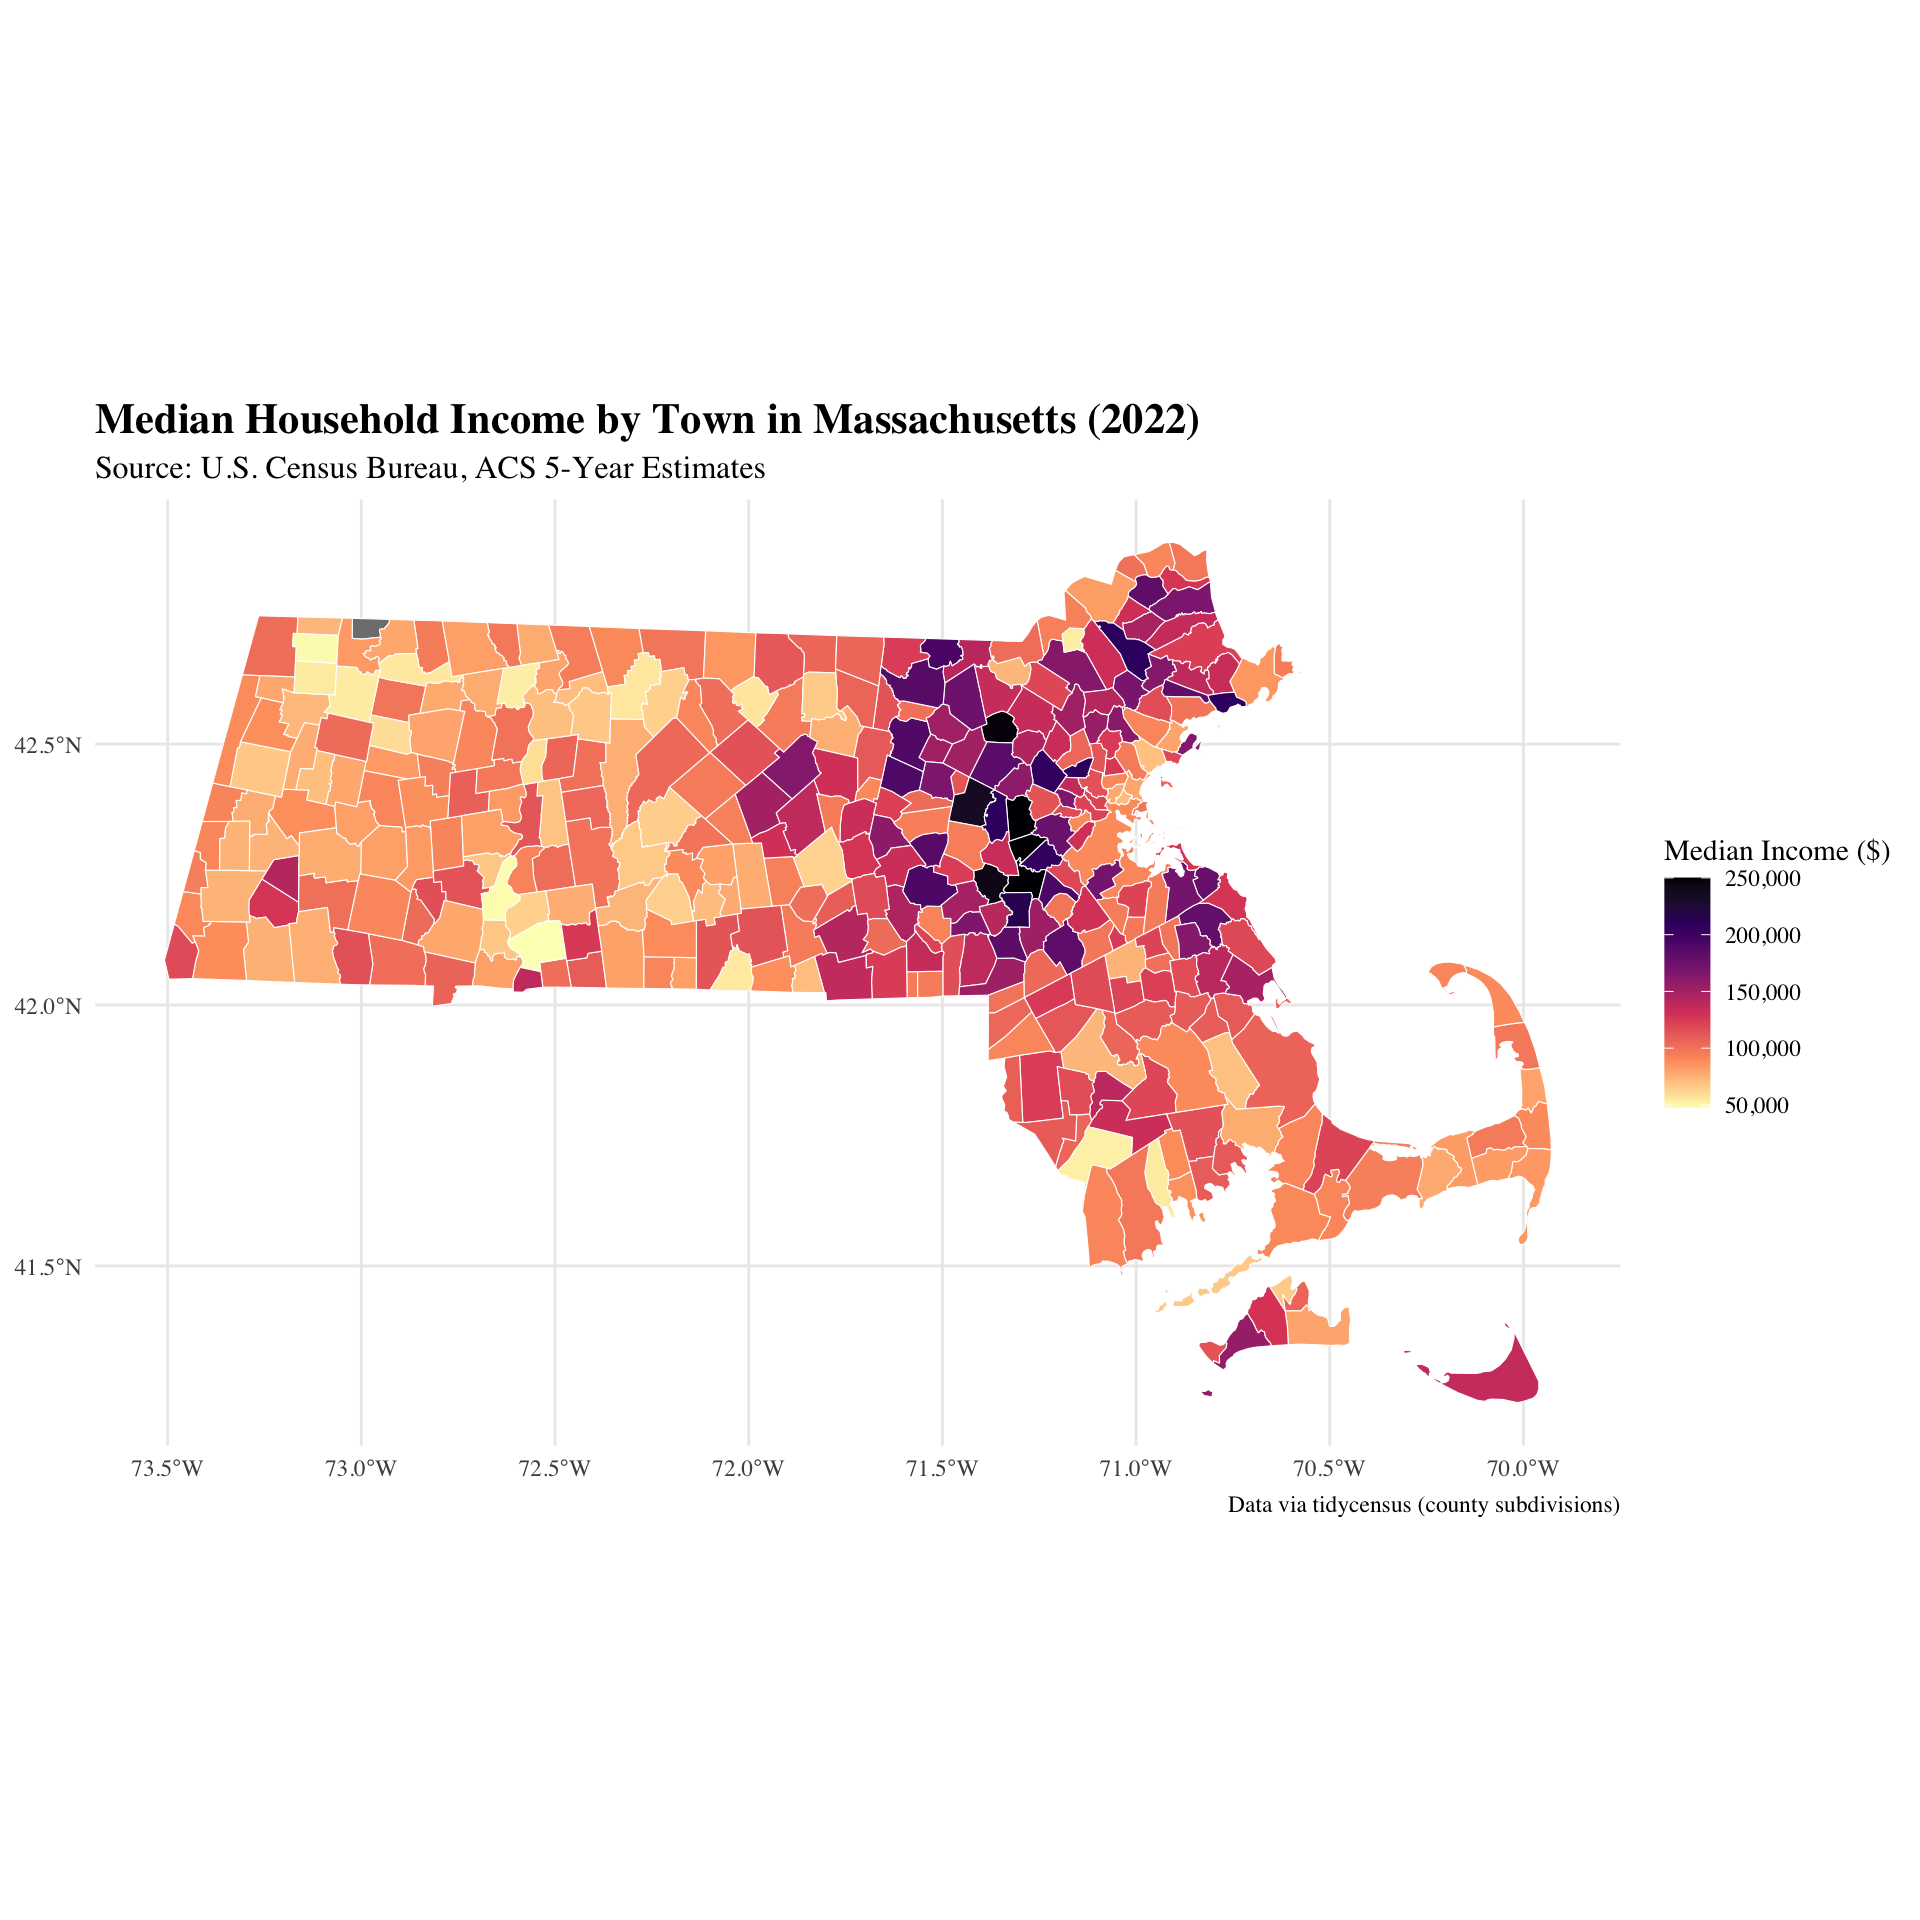 Median Household Income by Town in Massachusetts (2022)
Source: U.S. Census Bureau, ACS 5-Year Estimates
42.5°N
42.0°N
41.5°N
73.5°W 73.0°W 72.5°W 72.0°W 71.5°W 71.0°W 70.5°W 70.0°W
Median Income ($)
250,000
200,000
150,000
100,000
50,000
Data via tidycensus (county subdivisions)